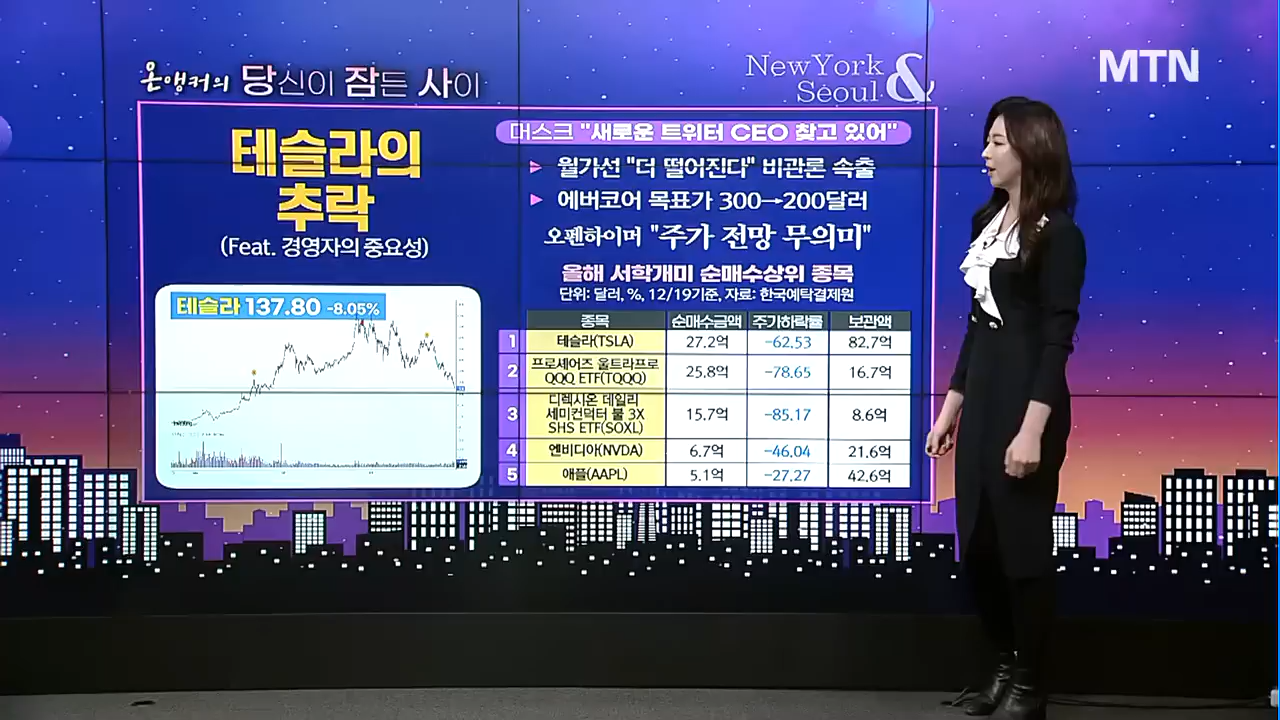 온앵커의 당신이 잠든 사이
NewYork
& Seoul
MTN
테슬라의
추락
(Feat. 경영자의 중요성)
테슬라 137.80 -8.05%
머스크 "새로운 트위터 CEO 찾고 있어"
► 월가선 "더 떨어진다" 비관론 속출
► 에버코어 목표가 300→200달러
오펜하이머 "주가 전망 무의미"
올해 서학개미 순매수상위 종목
단위: 달러, %, 12/19기준, 자료: 한국예탁결제원
종목 순매수금액 주가하락률 보관액
1 테슬라(TSLA) 27.2억 -62.53 82.7억
2 프로셰어즈 울트라프로
QQQ ETF(TQQQ) 25.8억 -78.65 16.7억
3 디렉시온 데일리
세미컨덕터 불 3X
SHS ETF(SOXL) 15.7억 -85.17 8.6억
4 엔비디아(NVDA) 6.7억 -46.04 21.6억
5 애플(AAPL) 5.1억 -27.27 42.6억